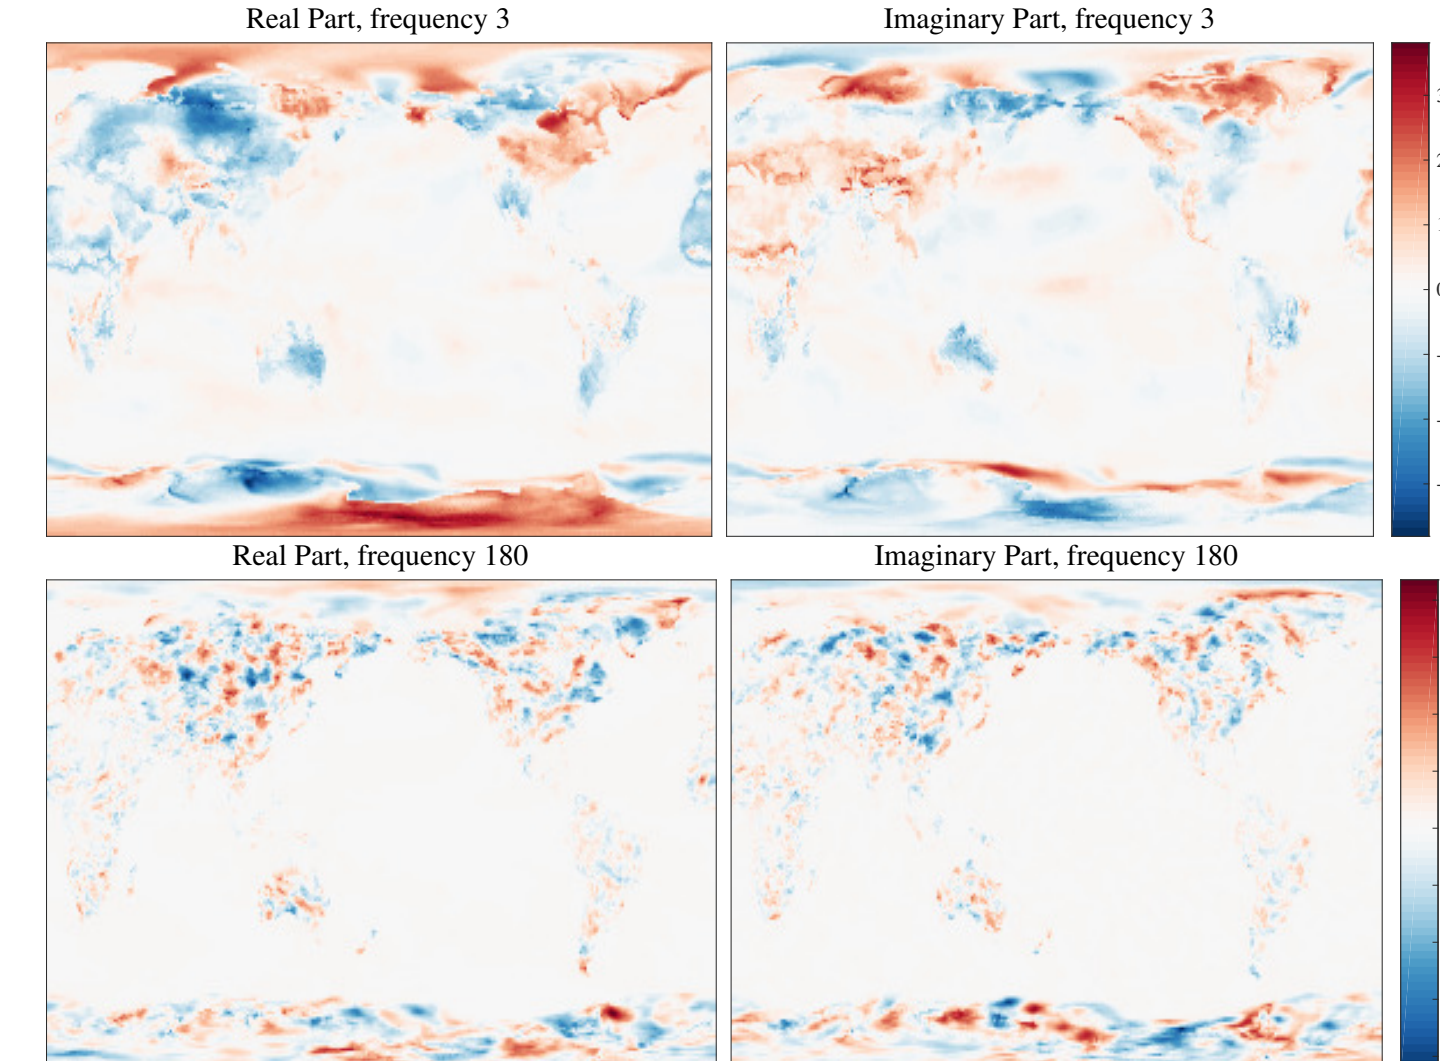 Real Part, frequency 3
Imaginary Part, frequency 3
Real Part, frequency 180
Imaginary Part, frequency 180